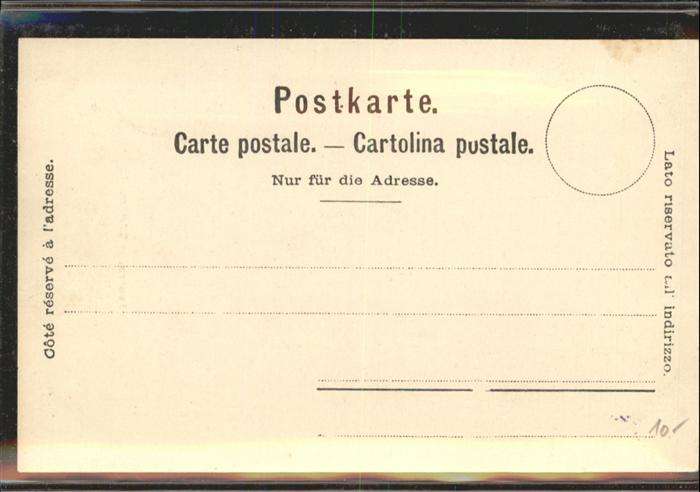 Postkarte.
Carte postale. — Cartolina postale.
Nur für die Adresse.
Côté réservé à l'adresse.
Lato riservato all' indirizzo.
10.-